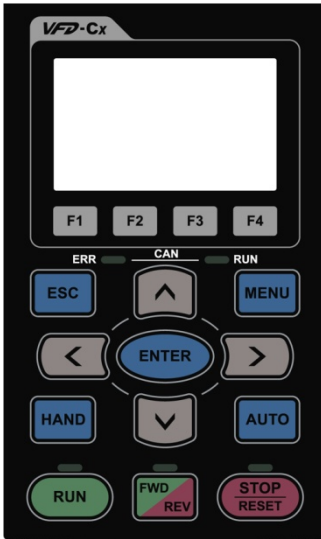 VFD-Cx
F1 F2 F3 F4
ERR CAN RUN
ESC MENU
ENTER
HAND AUTO
RUN FWD STOP
REV RESET